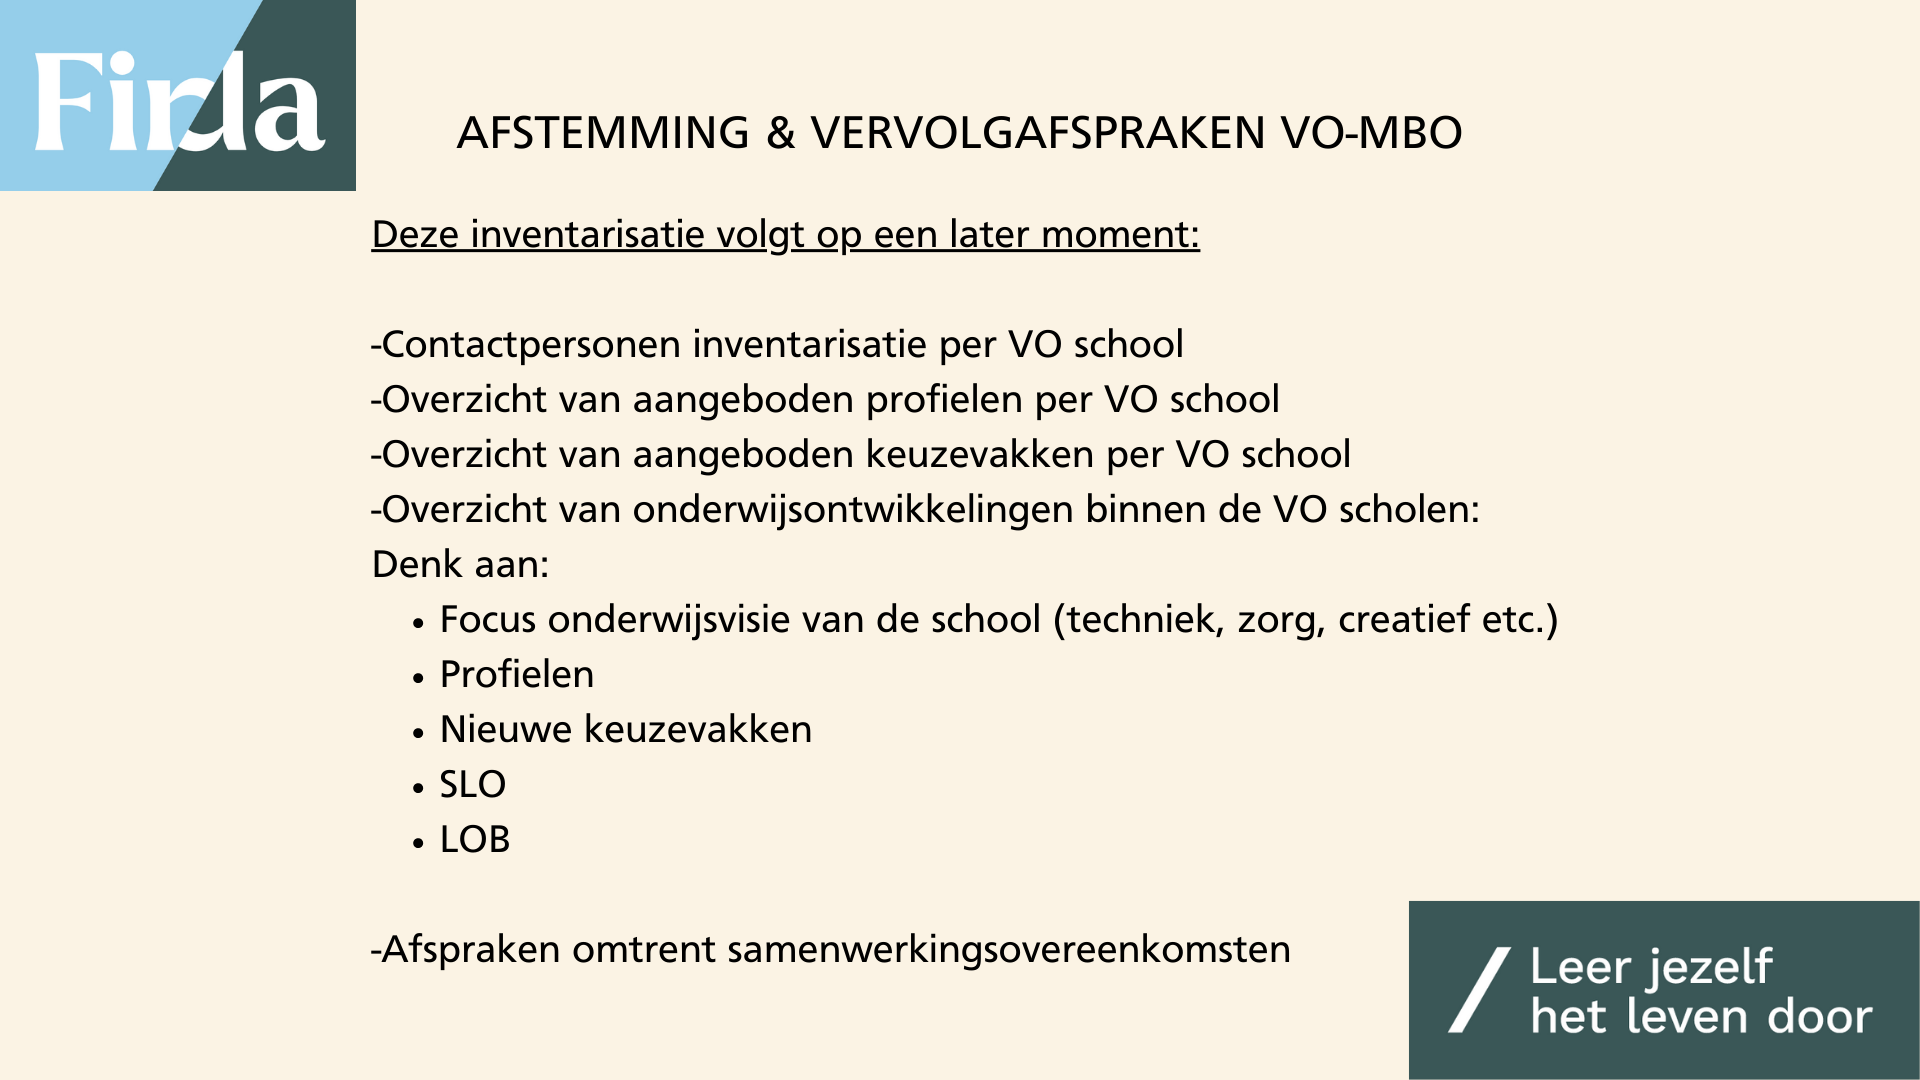 Firda
AFSTEMMING & VERVOLGAFSPRAKEN VO-MBO
Deze inventarisatie volgt op een later moment:
-Contactpersonen inventarisatie per VO school
-Overzicht van aangeboden profielen per VO school
-Overzicht van aangeboden keuzevakken per VO school
-Overzicht van onderwijsontwikkelingen binnen de VO scholen:
Denk aan:
• Focus onderwijsvisie van de school (techniek, zorg, creatief etc.)
• Profielen
• Nieuwe keuzevakken
• SLO
• LOB
-Afspraken omtrent samenwerkingsovereenkomsten
/ Leer jezelf
het leven door